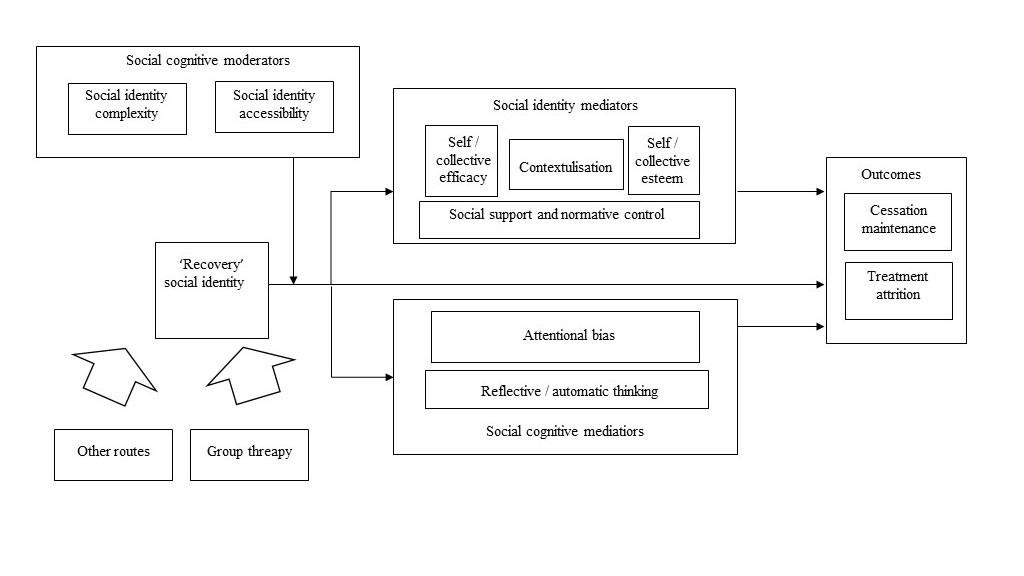 Social cognitive moderators
Social identity
complexity
Social identity
accessibility
Social identity mediators
Self /
collective
efficacy
Contextulisation
Self /
collective
esteem
Social support and normative control
Outcomes
Cessation
maintenance
Treatment
attrition
‘Recovery’
social identity
Attentional bias
Reflective / automatic thinking
Social cognitive mediatiors
Other routes
Group threapy